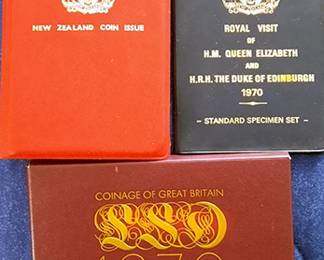 NEW ZEALAND COIN ISSUE
ROYAL VISIT
OF
H.M. QUEEN ELIZABETH
AND
H.R.H. THE DUKE OF EDINBURGH
1970
- STANDARD SPECIMEN SET -
COINAGE OF GREAT BRITAIN
LSD
1970